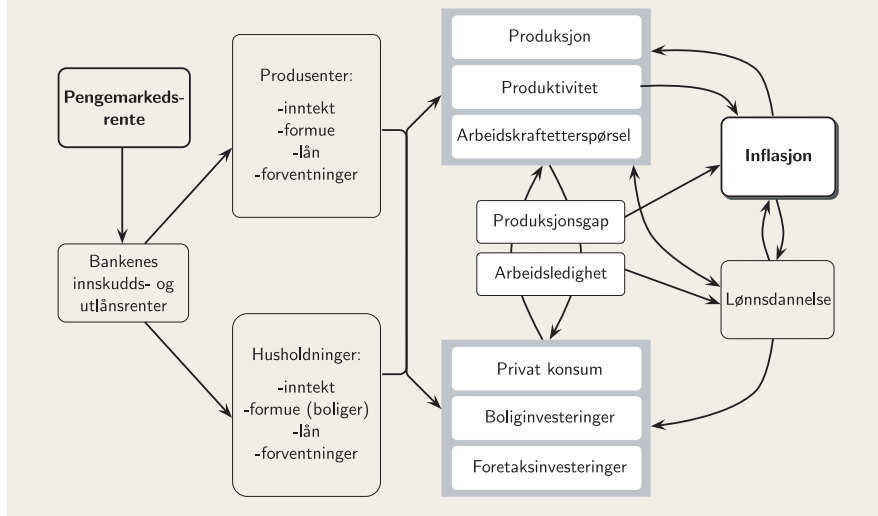 Pengemarkeds-
rente
Bankenes
innskudds- og
utlånsrenter
Produsenter:
-inntekt
-formue
-lån
-forventninger
Husholdninger:
-inntekt
-formue (boliger)
-lån
-forventninger
Produksjon
Produktivitet
Arbeidskraftetterspørsel
Produksjonsgap
Arbeidsledighet
Privat konsum
Boliginvesteringer
Foretaksinvesteringer
Inflasjon
Lønnsdannelse